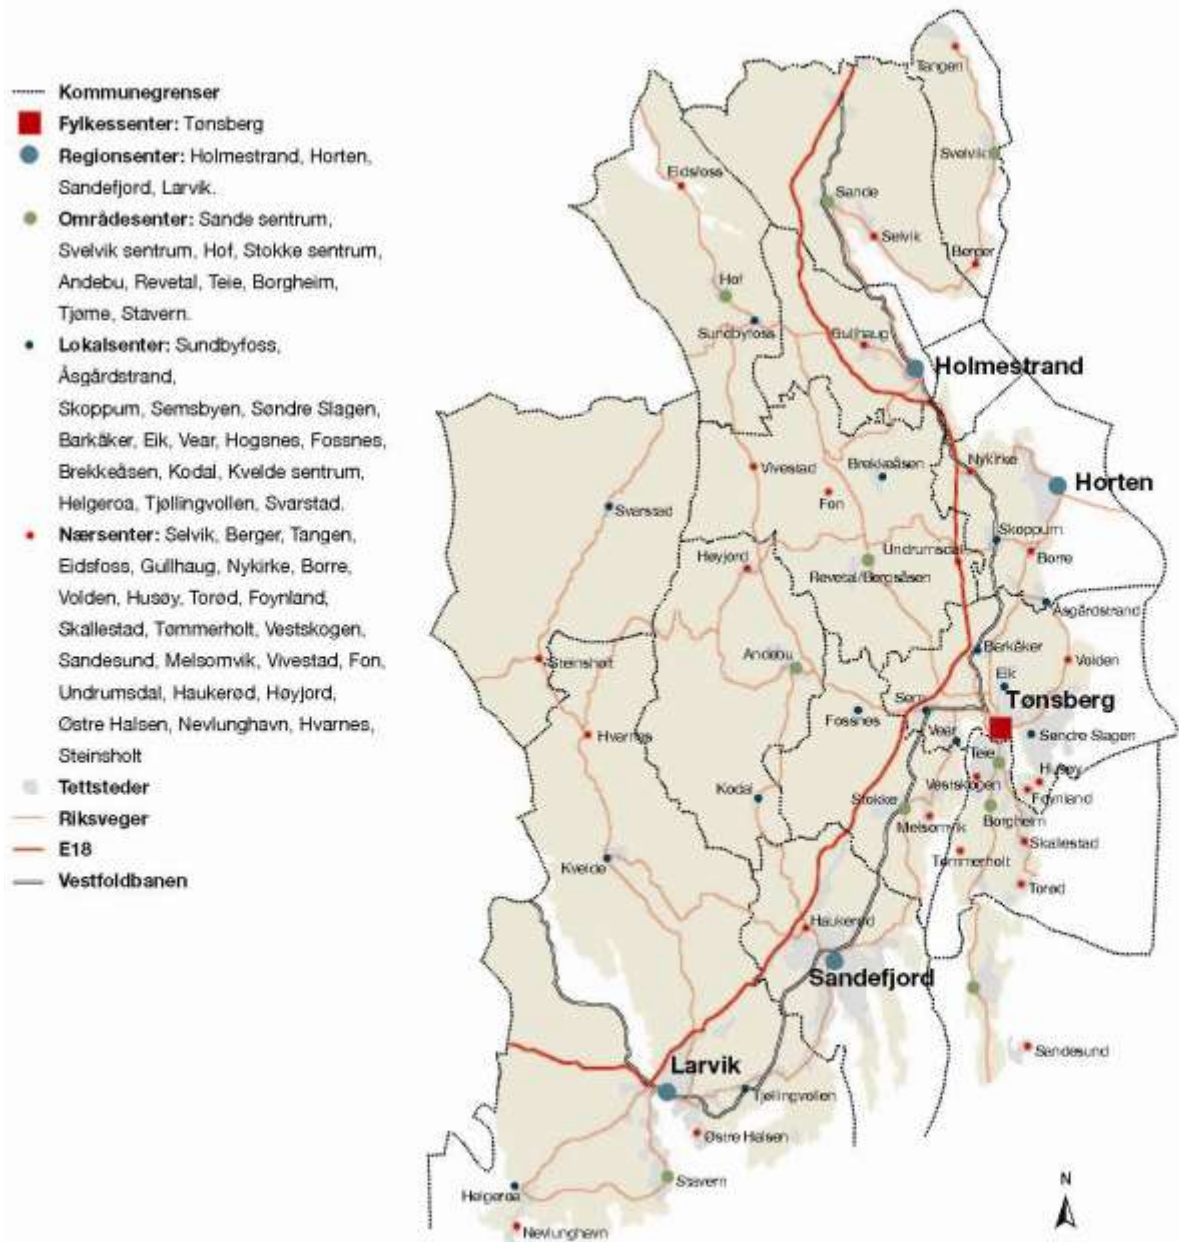 Kommunegrenser
Fylkessenter: Tønsberg
Regionsenter: Holmestrand, Horten,
Sandefjord, Larvik.
Områdesenter: Sande sentrum,
Svelvik sentrum, Hof, Stokke sentrum,
Andebu, Revetal, Teie, Borgheim,
Tjøme, Stavern.
Lokalsenter: Sundbyfoss,
Åsgårdstrand,
Skoppum, Semsbyen, Søndre Slagen,
Barkåker, Eik, Vear, Hogsnes, Fossnes,
Brekkeåsen, Kodal, Kvelde sentrum,
Helgeroa, Tjøllingvollen, Svarstad.
Nærsenter: Selvik, Berger, Tangen,
Eidsfoss, Gullhaug, Nykirke, Borre,
Volden, Husøy, Torød, Foynland,
Skallestad, Tømmerholt, Vestskogen,
Sandesund, Melsomvik, Vivestad, Fon,
Undrumsdal, Haukerød, Høyjord,
Østre Halsen, Nevlunghavn, Hvarnes,
Steinsholt
Tettsteder
Riksveger
E18
Vestfoldbanen
Tangen
Svelvik
Eidsfoss
Sande
Selvik
Berger
Hof
Sundbyfoss
Gullhaug
Holmestrand
Vivestad
Brekkeåsen
Nykirke
Horten
Fon
Svarstad
Skoppum
Undrumsdal
Høyjord
Revetal/Bergsåsen
Borre
Åsgårdstrand
Barkåker
Andebu
Volden
Steinsholt
Eik
Tønsberg
Fossnes
Hvarnes
Vear
Søndre Slagen
Teie
Husøy
Vestskogen
Foynland
Kodal
Stokke
Melsomvik
Borgheim
Skallestad
Tømmerholt
Kvelde
Torød
Haukerød
Sandefjord
Sandesund
Larvik
Tjøllingvollen
Østre Halsen
Stavern
Helgeroa
Nevlunghavn
N